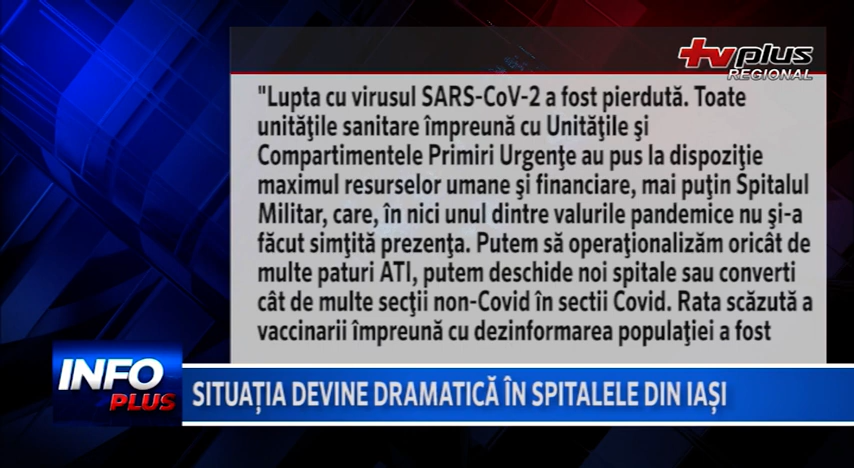 tvplus
REGIONAL
"Lupta cu virusul SARS-CoV-2 a fost pierdută. Toate
unităţile sanitare împreună cu Unităţile şi
Compartimentele Primiri Urgenţe au pus la dispoziţie
maximul resurselor umane şi financiare, mai puţin Spitalul
Militar, care, în nici unul dintre valurile pandemice nu şi-a
făcut simţită prezenţa. Putem să operaţionalizăm oricât de
multe paturi ATI, putem deschide noi spitale sau converti
cât de multe secţii non-Covid în sectii Covid. Rata scăzută a
vaccinarii împreună cu dezinformarea populaţiei a fost
INFO
PLUS
SITUAȚIA DEVINE DRAMATICĂ ÎN SPITALELE DIN IAȘI